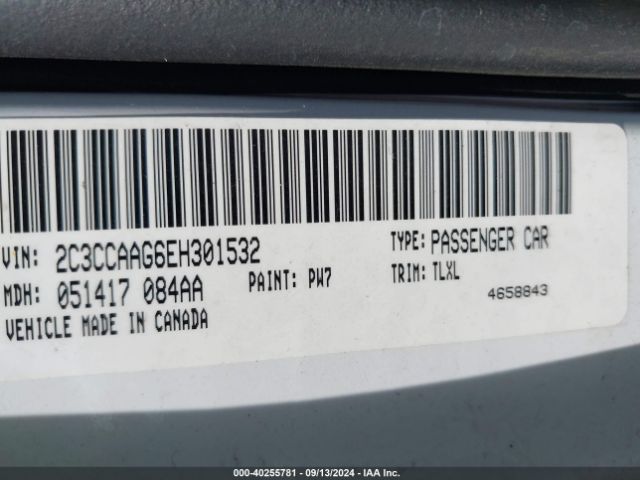 VIN: 2C3CCAAG6EH301532 TYPE: PASSENGER CAR
MDH: 051417 084AA PAINT: PW7 TRIM: TLXL
4658843
VEHICLE MADE IN CANADA
000-40255781 - 09/13/2024 - IAA Inc.